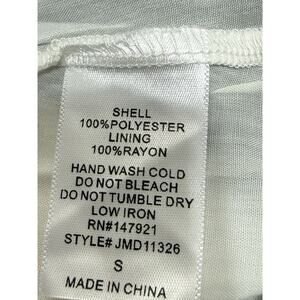 SHELL
100%POLYESTER
LINING
100%RAYON
HAND WASH COLD
DO NOT BLEACH
DO NOT TUMBLE DRY
LOW IRON
RN#147921
STYLE# JMD11326
S
MADE IN CHINA